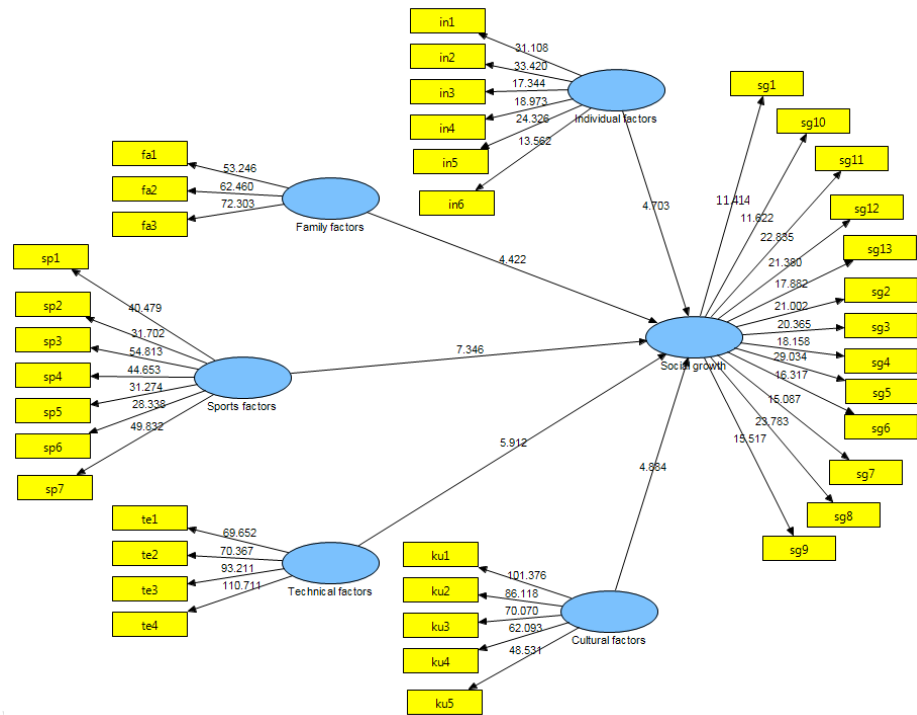 in1
31.108
in2
33.420
in3
17.344
in4
18.973
in5
24.326
in6
13.562
Individual factors
4.703
fa1
53.246
fa2
62.460
fa3
72.303
Family factors
4.422
sp1
40.479
sp2
31.702
sp3
54.813
sp4
44.653
sp5
31.274
sp6
28.338
sp7
49.832
Sports factors
7.346
te1
69.652
te2
70.367
te3
93.211
te4
110.711
Technical factors
5.912
ku1
101.376
ku2
86.118
ku3
70.070
ku4
62.093
ku5
48.531
Cultural factors
4.884
Social growth
sg1
11.414
sg10
11.622
sg11
22.835
sg12
21.380
sg13
17.882
sg2
21.002
sg3
20.365
sg4
18.158
sg5
29.034
sg6
16.317
sg7
15.087
sg8
23.783
sg9
15.517